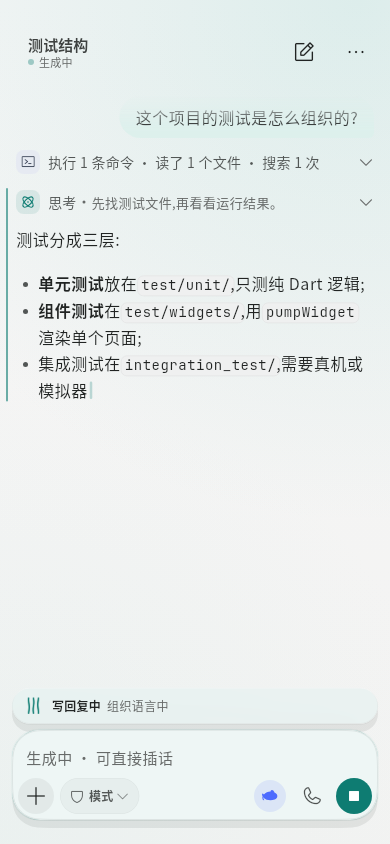 测试结构
生成中
这个项目的测试是怎么组织的?
执行 1 条命令 · 读了 1 个文件 · 搜索 1 次
思考 · 先找测试文件,再看看运行结果。
测试分成三层:
• 单元测试放在 test/unit/,只测纯 Dart 逻辑;
• 组件测试在 test/widgets/,用 pumpWidget
渲染单个页面;
• 集成测试在 integration_test/,需要真机或
模拟器
写回复中 组织语言中
生成中 · 可直接插话
模式